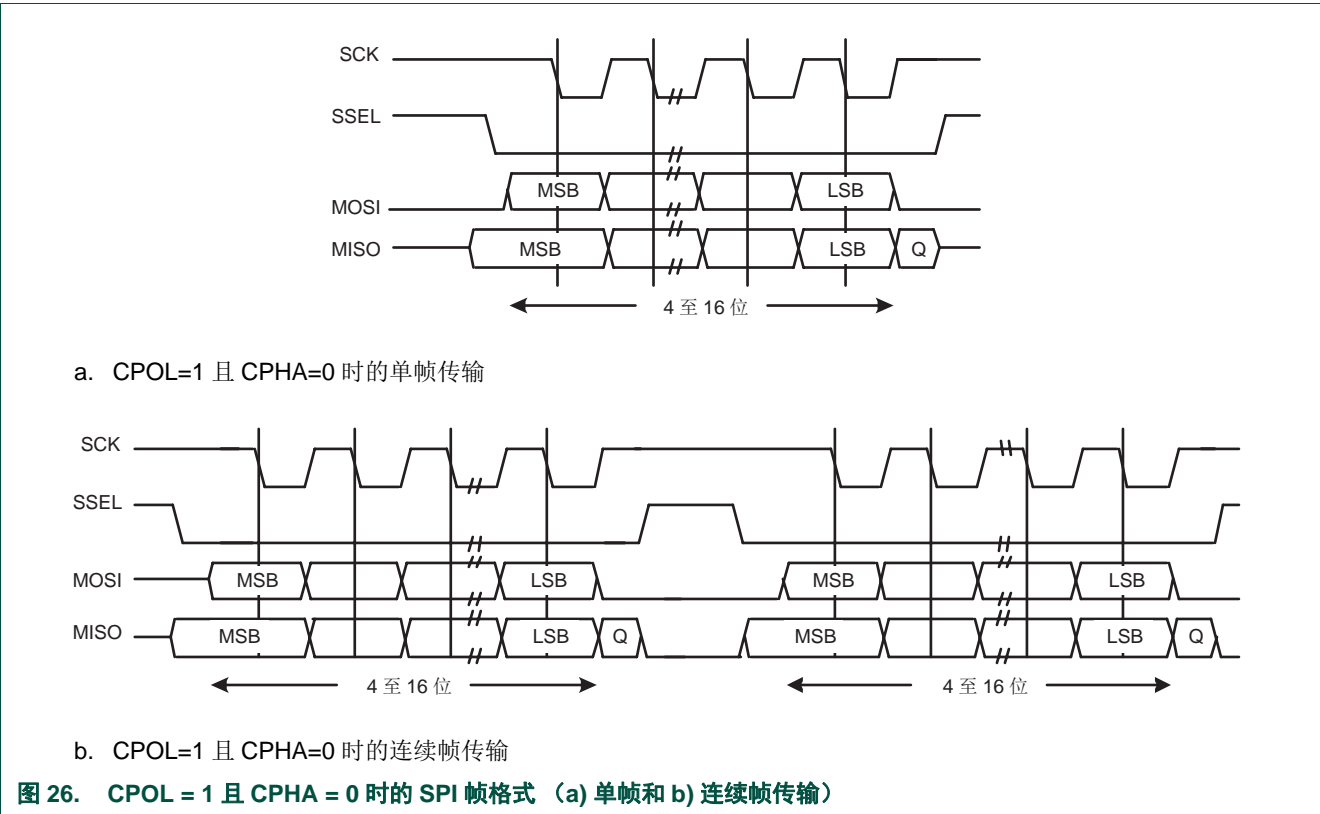 SCK
SSEL
MOSI
MSB
LSB
MISO
MSB
LSB
Q
4 至 16 位
a. CPOL=1 且 CPHA=0 时的单帧传输
SCK
SSEL
MOSI
MSB
LSB
MSB
LSB
MISO
MSB
LSB
Q
MSB
LSB
Q
4 至 16 位
4 至 16 位
b. CPOL=1 且 CPHA=0 时的连续帧传输
图 26. CPOL = 1 且 CPHA = 0 时的 SPI 帧格式 （a) 单帧和 b) 连续帧传输）